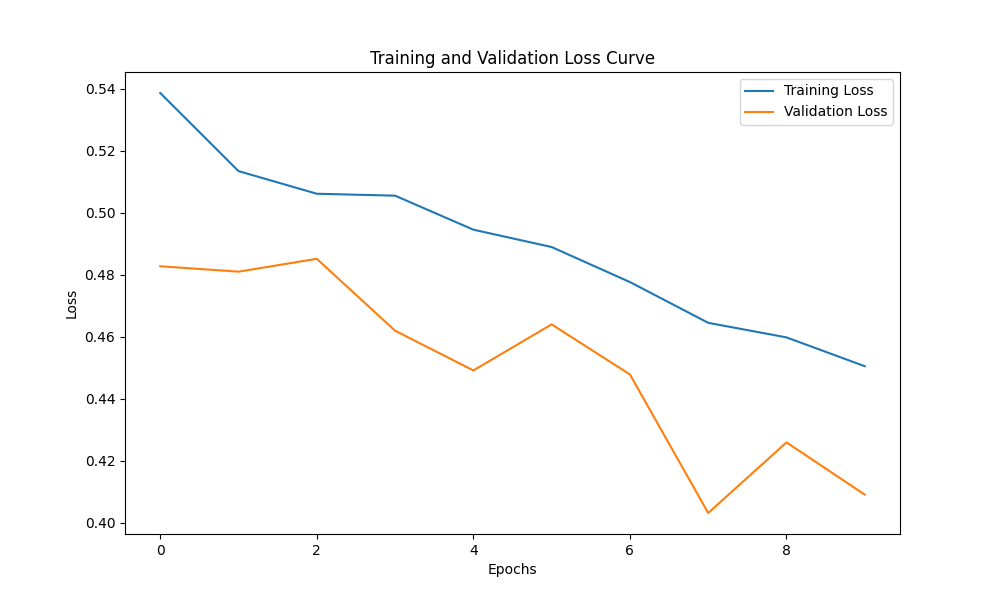 Training and Validation Loss Curve
Training Loss
Validation Loss
Loss
0.54
0.52
0.50
0.48
0.46
0.44
0.42
0.40
0
2
4
6
8
Epochs